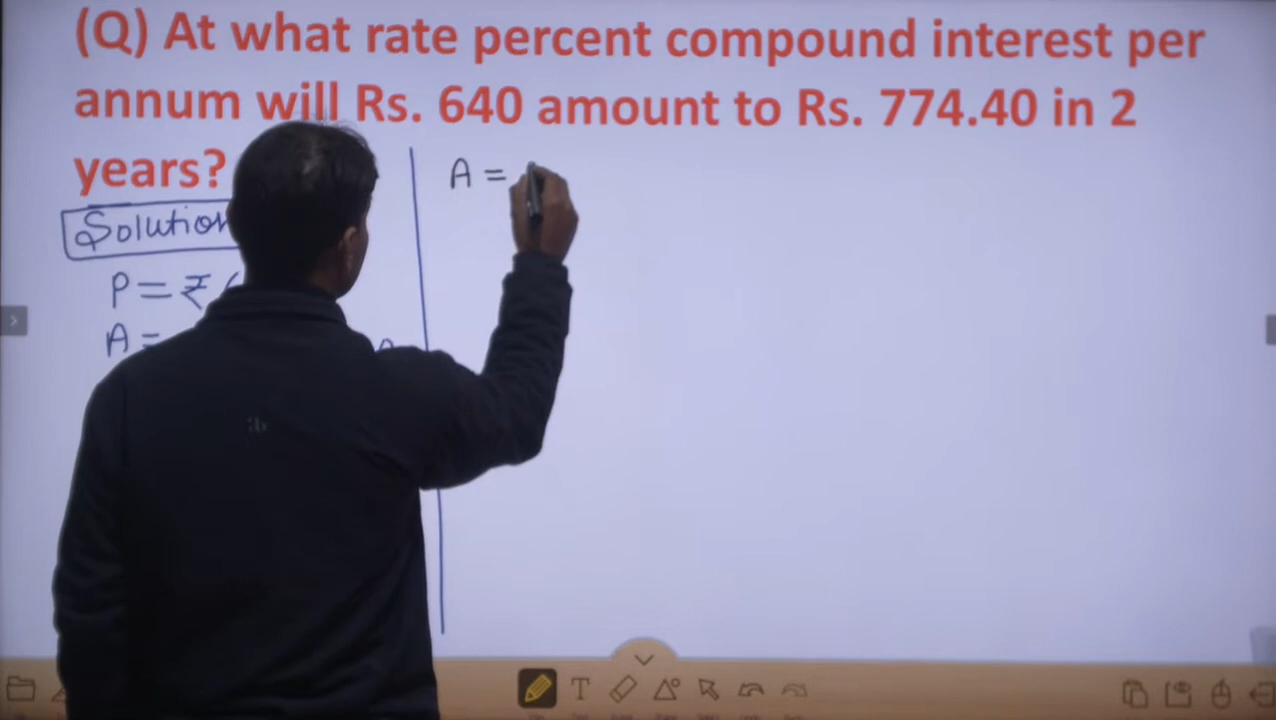 (Q) At what rate percent compound interest per
annum will Rs. 640 amount to Rs. 774.40 in 2
years?
Solution
P = ₹
A =
A =
T